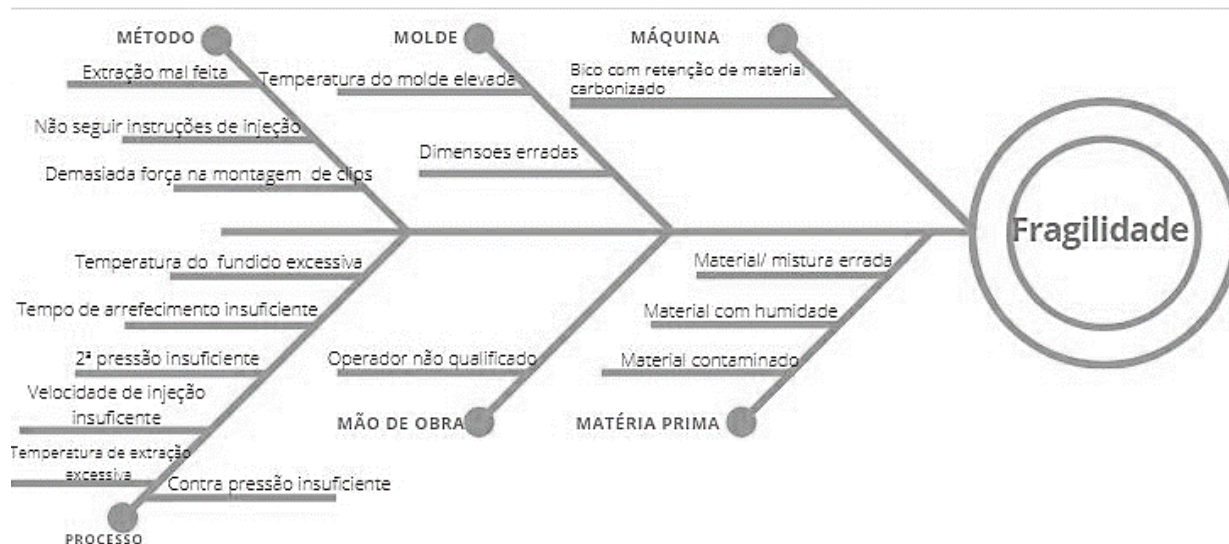 MÉTODO
Extração mal feita
Não seguir instruções de injeção
Demasiada força na montagem de clips
MOLDE
Temperatura do molde elevada
Dimensoes erradas
MÁQUINA
Bico com retenção de material
carbonizado
Fragilidade
Temperatura do fundido excessiva
Tempo de arrefecimento insuficiente
2ª pressão insuficiente
Velocidade de injeção
insuficente
Temperatura de extração
excessiva
Contra pressão insuficiente
PROCESSO
Operador não qualificado
MÃO DE OBRA
Material/ mistura errada
Material com humidade
Material contaminado
MATÉRIA PRIMA